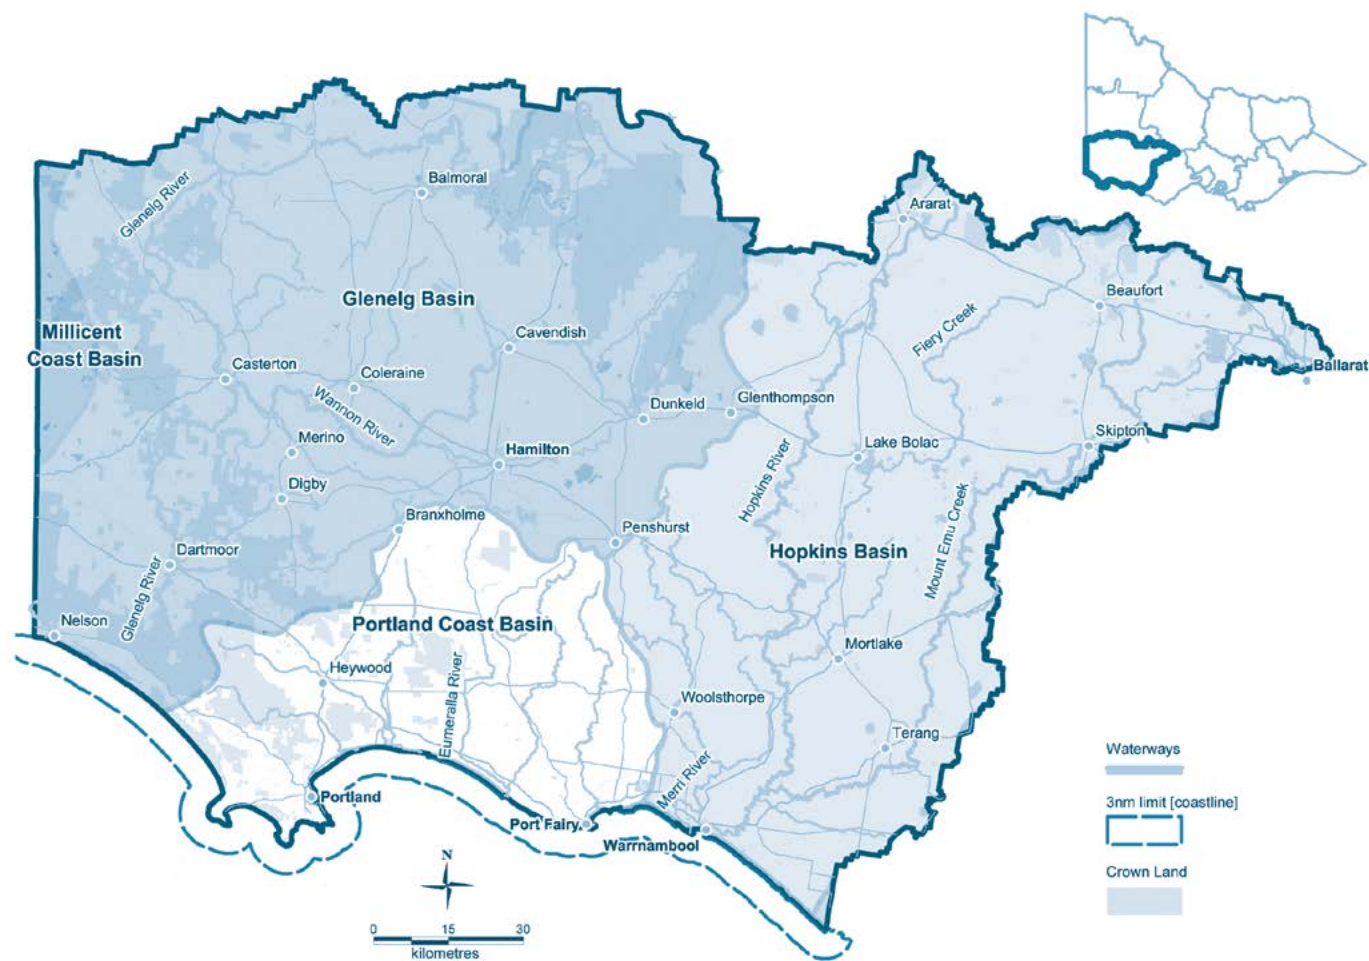 Balmoral
Glenelg River
Ararat
Glenelg Basin
Beaufort
Fiery Creek
Millicent
Coast Basin
Cavendish
Casterton
Coleraine
Ballarat
Wannon River
Dunkeld
Glenthompson
Merino
Hamilton
Lake Bolac
Skipton
Digby
Hopkins River
Branxholme
Penshurst
Mount Emu Creek
Dartmoor
Hopkins Basin
Glenelg River
Nelson
Portland Coast Basin
Heywood
Mortlake
Eumeralla River
Woolsthorpe
Terang
Merri River
Portland
Port Fairy
Warrnambool
Waterways
3nm limit [coastline]
Crown Land
N
0 15 30
kilometres